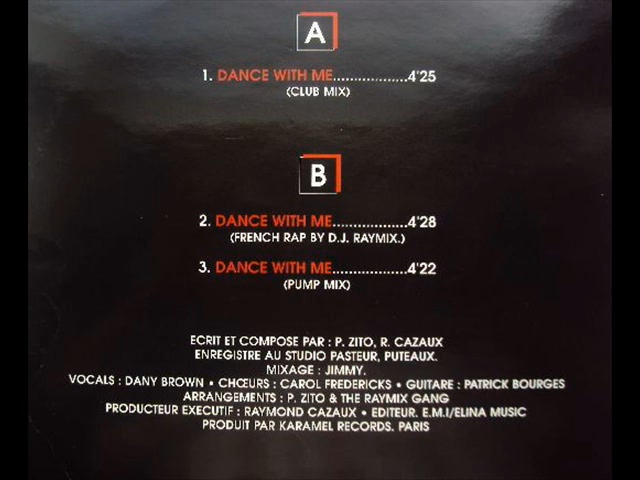 A
1. DANCE WITH ME..................4'25
(CLUB MIX)
B
2. DANCE WITH ME..................4'28
(FRENCH RAP BY D.J. RAYMIX.)
3. DANCE WITH ME..................4'22
(PUMP MIX)
ECRIT ET COMPOSE PAR : P. ZITO, R. CAZAUX
ENREGISTRE AU STUDIO PASTEUR, PUTEAUX.
MIXAGE : JIMMY.
VOCALS : DANY BROWN • CHŒURS : CAROL FREDERICKS • GUITARE : PATRICK BOURGES
ARRANGEMENTS : P. ZITO & THE RAYMIX GANG
PRODUCTEUR EXECUTIF : RAYMOND CAZAUX • EDITEUR. E.M.I/ELINA MUSIC
PRODUIT PAR KARAMEL RECORDS. PARIS